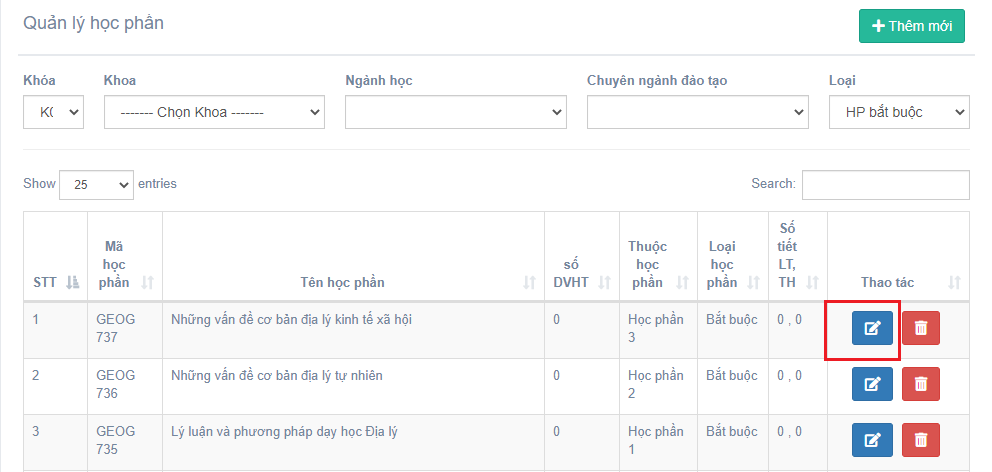 Quản lý học phần
Thêm mới
Khóa Khoa Ngành học Chuyên ngành đào tạo Loại
------- Chọn Khoa ------- HP bắt buộc
Show 25 entries Search:
STT Mã học phần Tên học phần số DVHT Thuộc học phần Loại học phần Số tiết LT, TH Thao tác
1 GEOG 737 Những vấn đề cơ bản địa lý kinh tế xã hội 0 Học phần 3 Bắt buộc 0 , 0
2 GEOG 736 Những vấn đề cơ bản địa lý tự nhiên 0 Học phần 2 Bắt buộc 0 , 0
3 GEOG 735 Lý luận và phương pháp dạy học Địa lý 0 Học phần 1 Bắt buộc 0 , 0